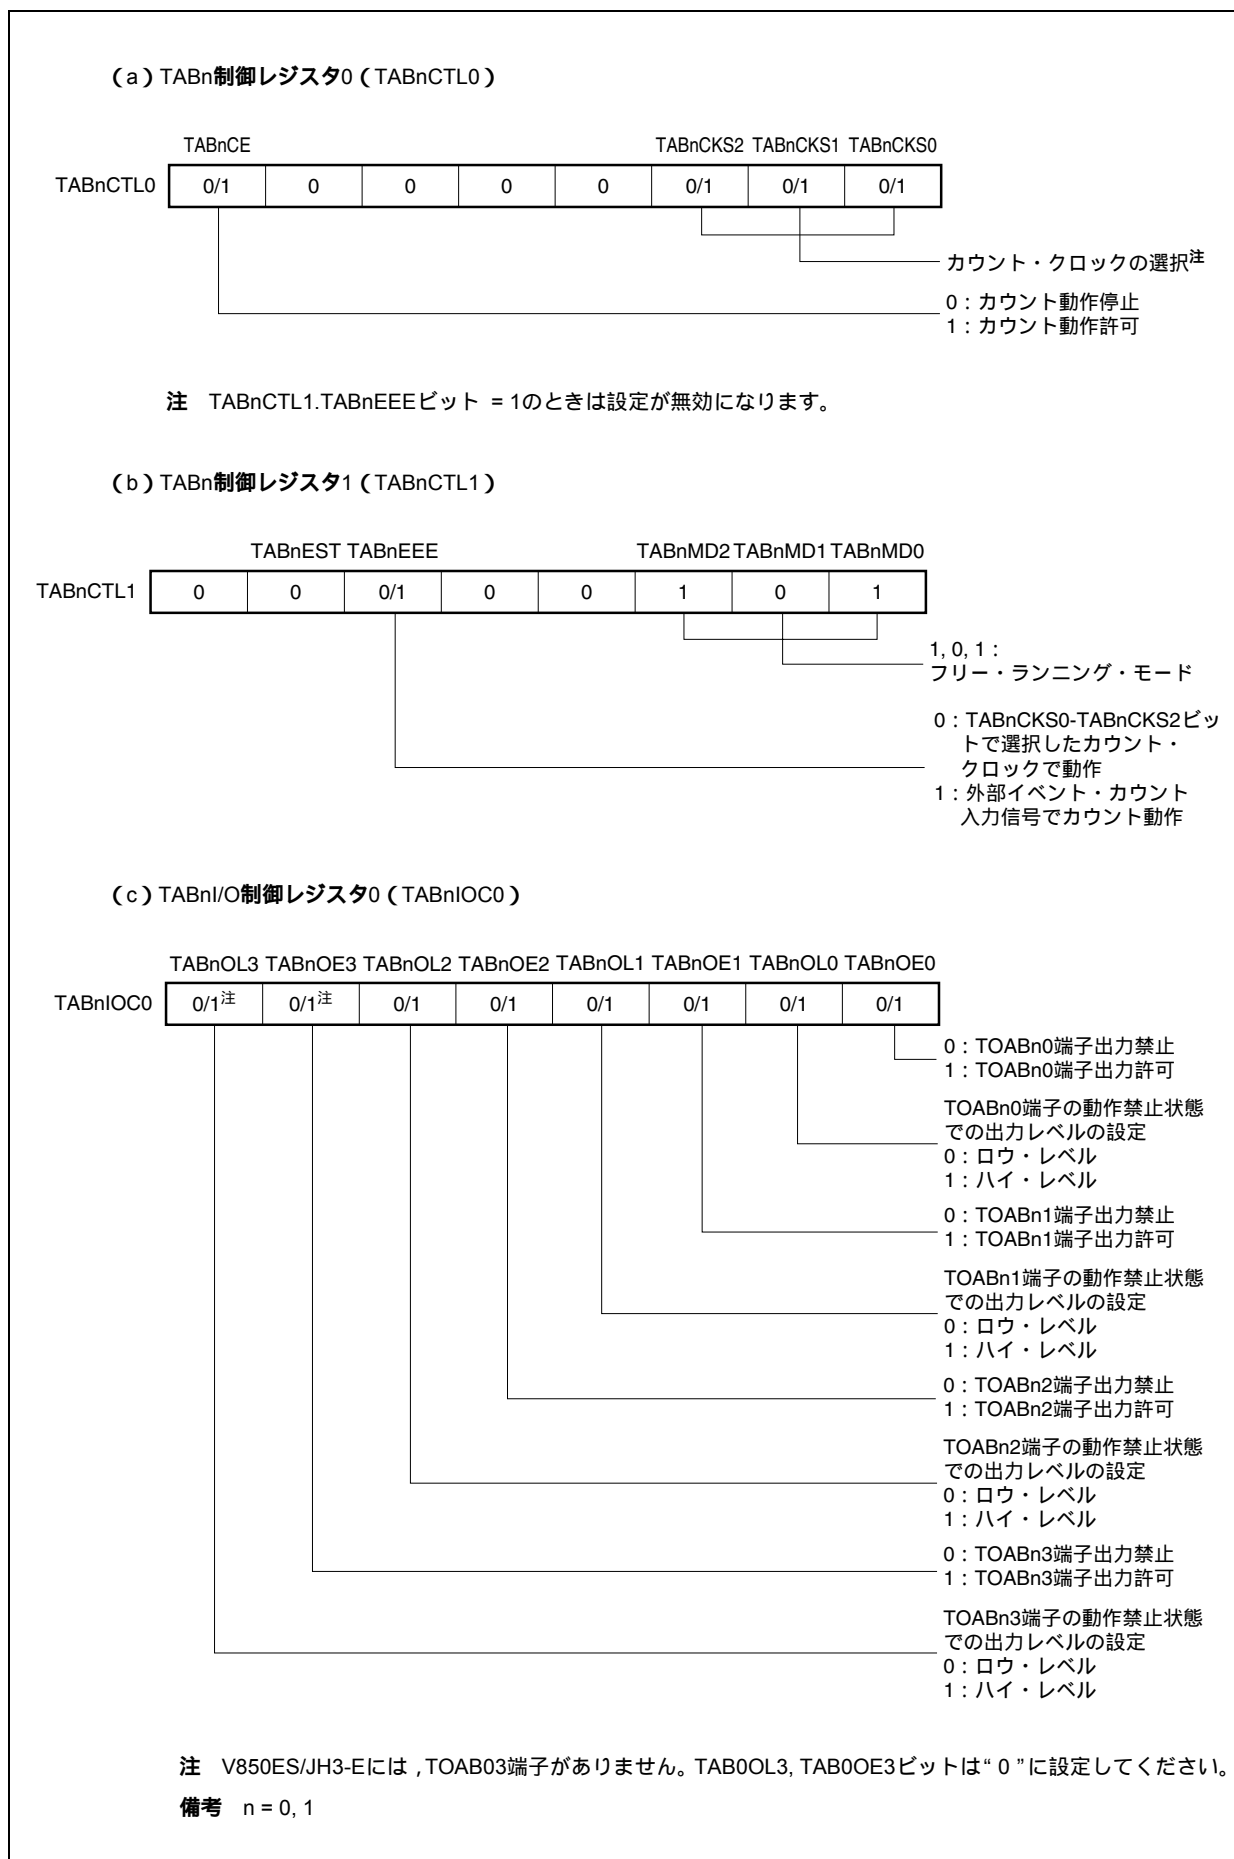 （a）TABn制御レジスタ0（TABnCTL0）
TABnCE TABnCKS2 TABnCKS1 TABnCKS0
TABnCTL0 0/1 0 0 0 0 0/1 0/1 0/1
カウント・クロックの選択注
0：カウント動作停止
1：カウント動作許可
注 TABnCTL1.TABnEEEビット = 1のときは設定が無効になります。
（b）TABn制御レジスタ1（TABnCTL1）
TABnEST TABnEEE TABnMD2 TABnMD1 TABnMD0
TABnCTL1 0 0 0/1 0 0 1 0 1
1, 0, 1：
フリー・ランニング・モード
0：TABnCKS0-TABnCKS2ビッ
トで選択したカウント・
クロックで動作
1：外部イベント・カウント
入力信号でカウント動作
（c）TABnI/O制御レジスタ0（TABnIOC0）
TABnOL3 TABnOE3 TABnOL2 TABnOE2 TABnOL1 TABnOE1 TABnOL0 TABnOE0
TABnIOC0 0/1注 0/1注 0/1 0/1 0/1 0/1 0/1 0/1
0：TOABn0端子出力禁止
1：TOABn0端子出力許可
TOABn0端子の動作禁止状態
での出力レベルの設定
0：ロウ・レベル
1：ハイ・レベル
0：TOABn1端子出力禁止
1：TOABn1端子出力許可
TOABn1端子の動作禁止状態
での出力レベルの設定
0：ロウ・レベル
1：ハイ・レベル
0：TOABn2端子出力禁止
1：TOABn2端子出力許可
TOABn2端子の動作禁止状態
での出力レベルの設定
0：ロウ・レベル
1：ハイ・レベル
0：TOABn3端子出力禁止
1：TOABn3端子出力許可
TOABn3端子の動作禁止状態
での出力レベルの設定
0：ロウ・レベル
1：ハイ・レベル
注 V850ES/JH3-Eには，TOAB03端子がありません。TAB0OL3, TAB0OE3ビットは“0”に設定してください。
備考 n = 0, 1